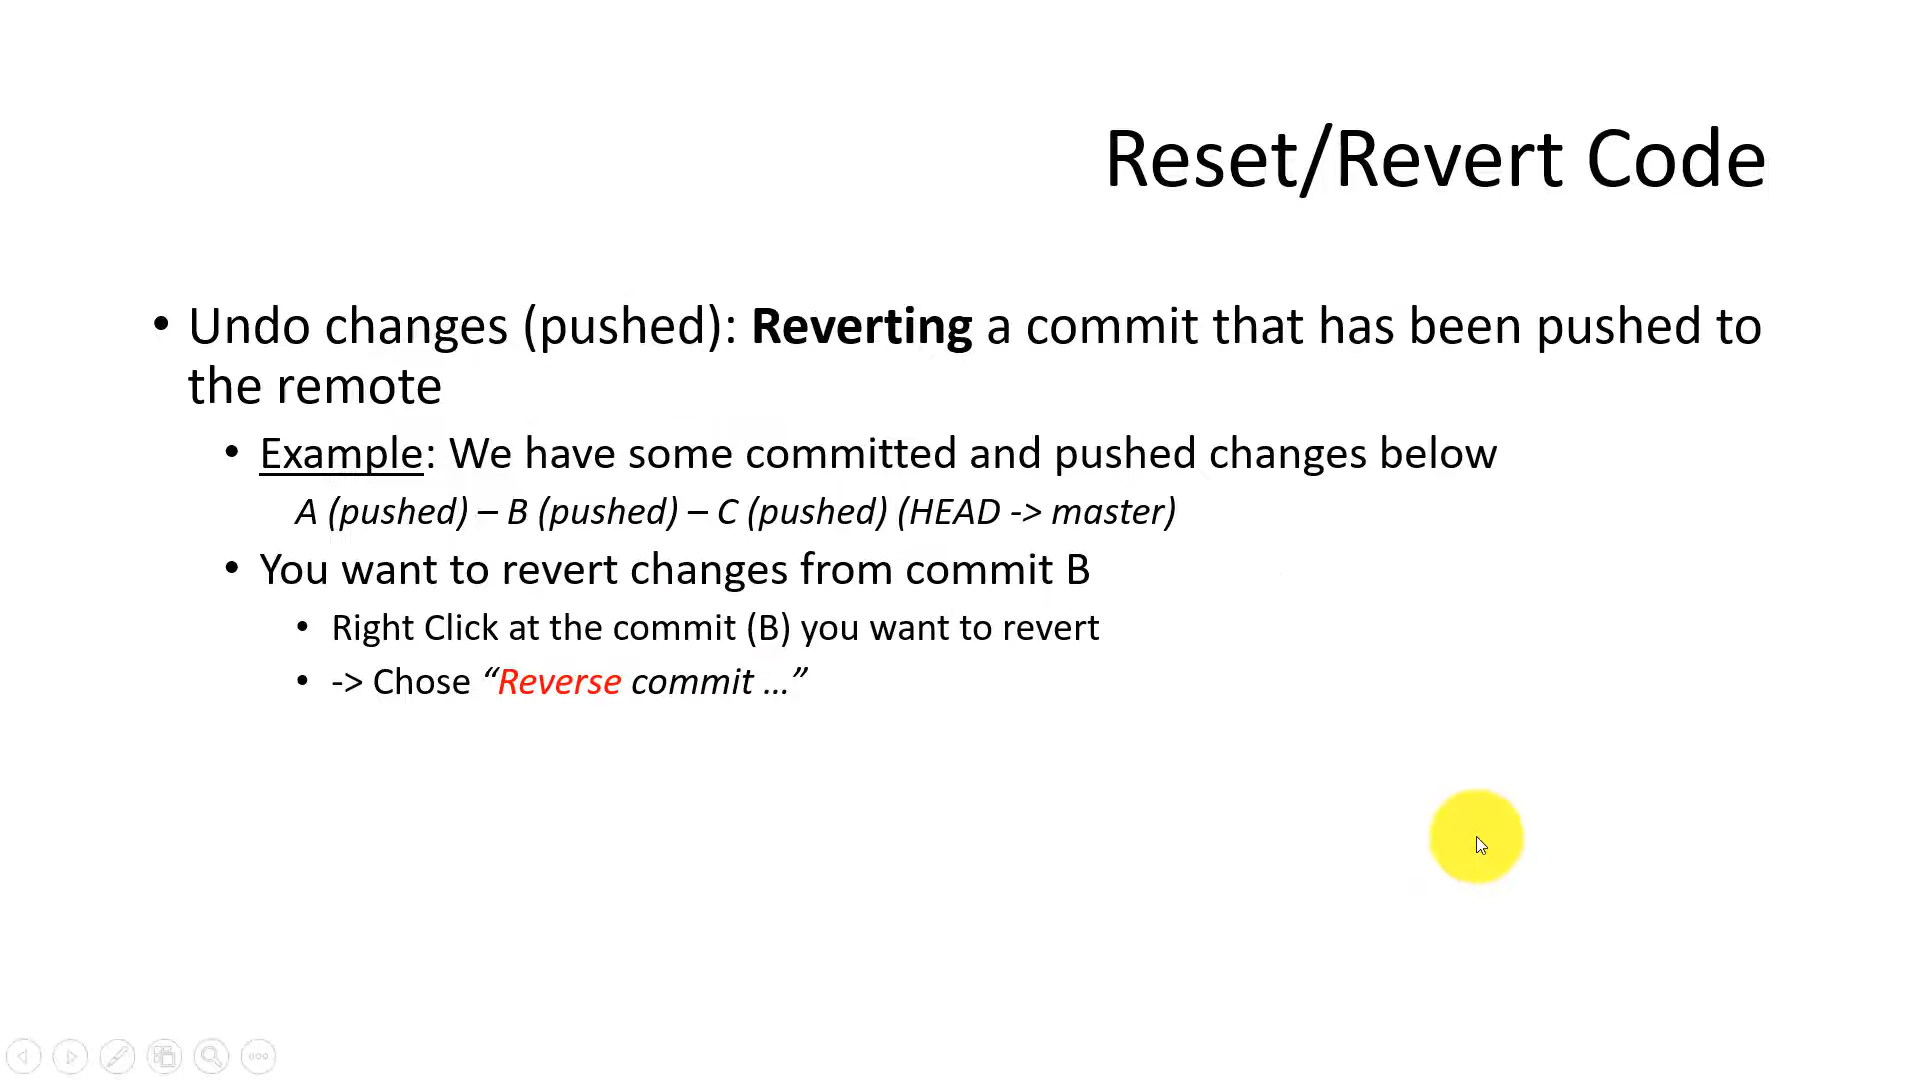 Reset/Revert Code
• Undo changes (pushed): Reverting a commit that has been pushed to
the remote
• Example: We have some committed and pushed changes below
A (pushed) – B (pushed) – C (pushed) (HEAD -> master)
• You want to revert changes from commit B
• Right Click at the commit (B) you want to revert
• -> Chose “Reverse commit …”